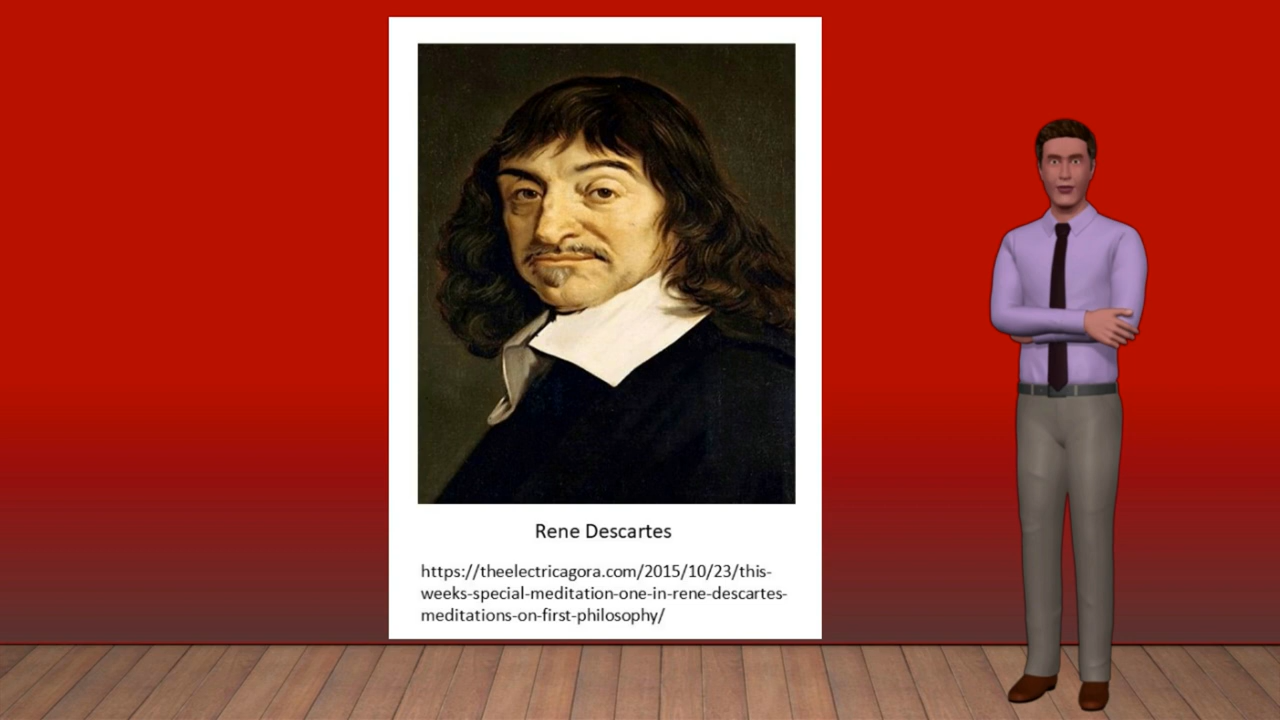 Rene Descartes
https://theelectricagora.com/2015/10/23/this-
weeks-special-meditation-one-in-rene-descartes-
meditations-on-first-philosophy/